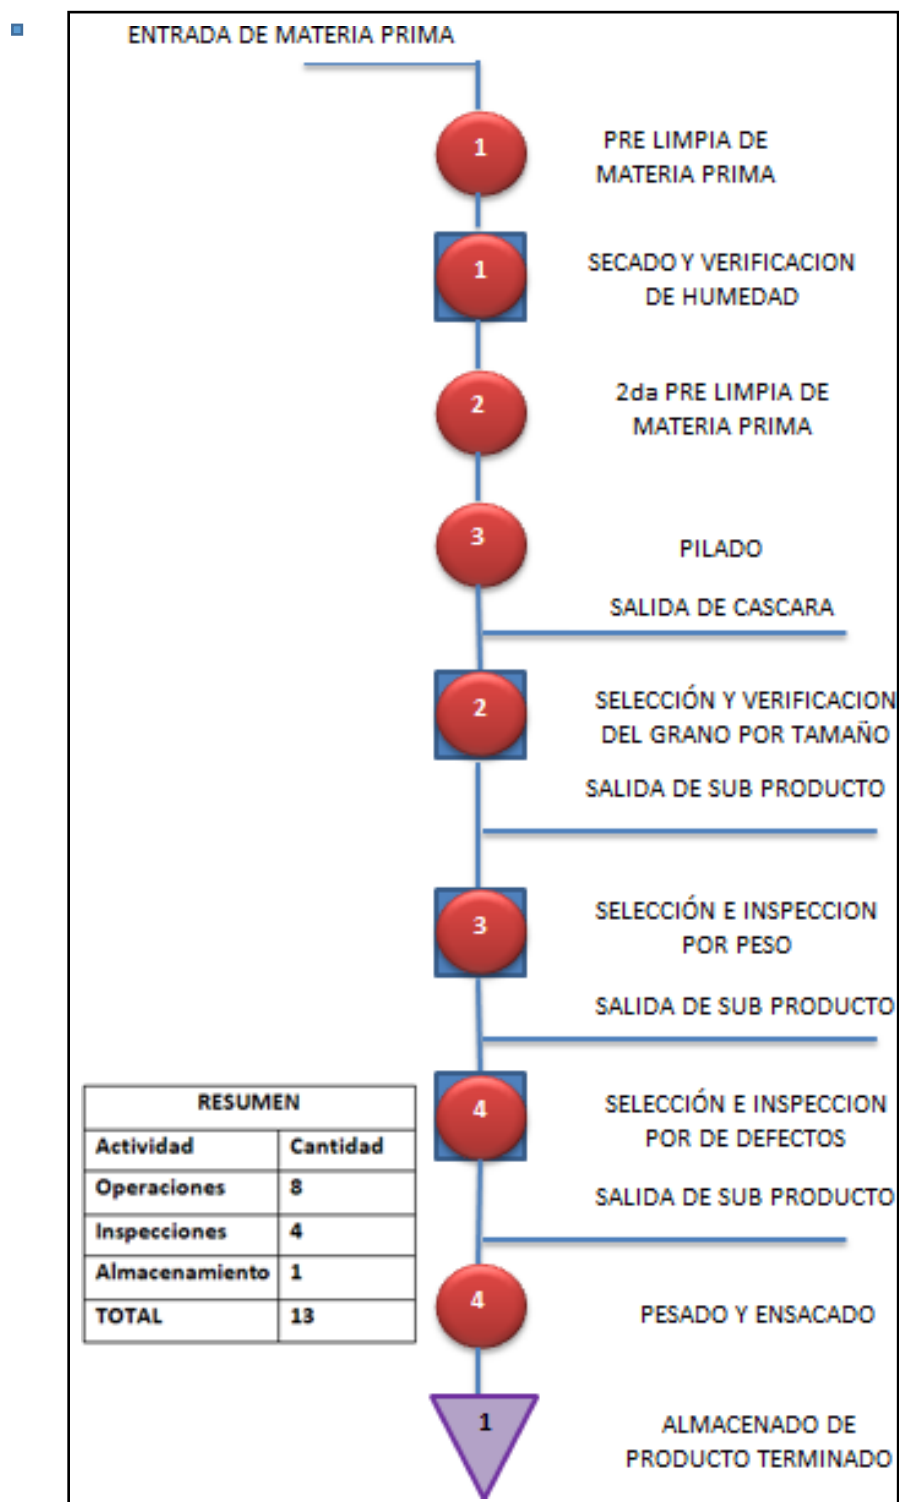 ENTRADA DE MATERIA PRIMA
1
PRE LIMPIA DE
MATERIA PRIMA
1
SECADO Y VERIFICACION
DE HUMEDAD
2
2da PRE LIMPIA DE
MATERIA PRIMA
3
PILADO
SALIDA DE CASCARA
2
SELECCIÓN Y VERIFICACION
DEL GRANO POR TAMAÑO
SALIDA DE SUB PRODUCTO
3
SELECCIÓN E INSPECCION
POR PESO
SALIDA DE SUB PRODUCTO
4
SELECCIÓN E INSPECCION
POR DE DEFECTOS
SALIDA DE SUB PRODUCTO
4
PESADO Y ENSACADO
1
ALMACENADO DE
PRODUCTO TERMINADO
RESUMEN
Actividad Cantidad
Operaciones 8
Inspecciones 4
Almacenamiento 1
TOTAL 13